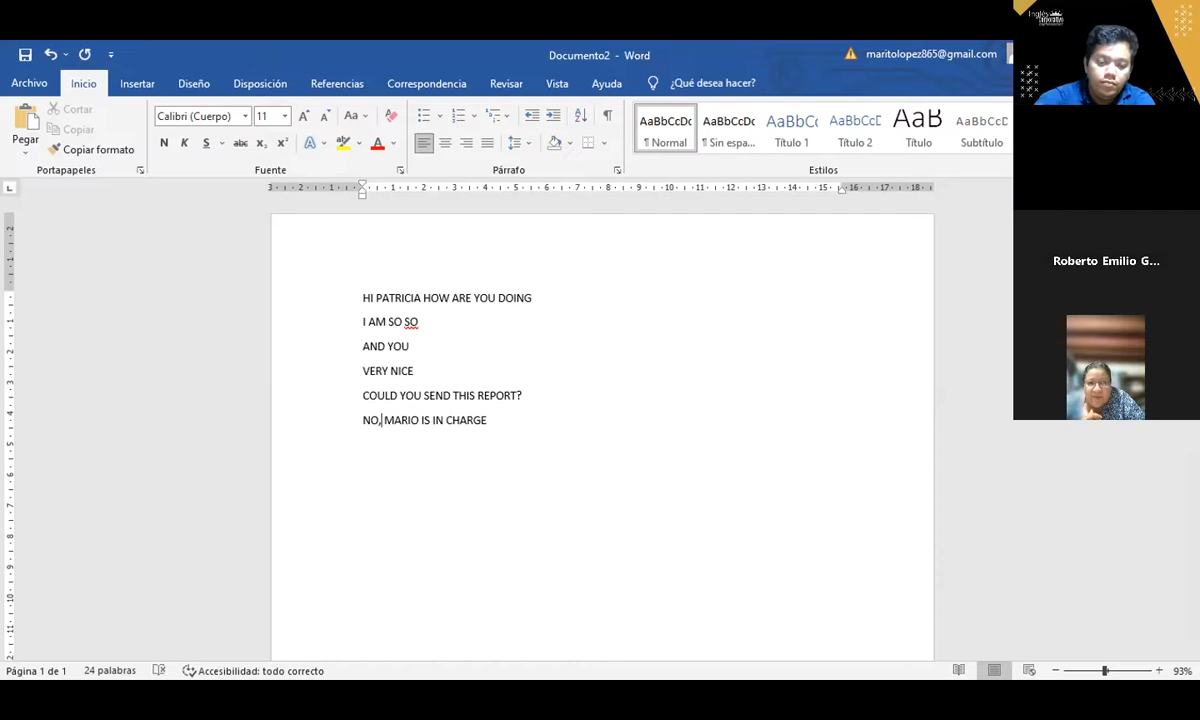 Inglés
Corporativo
Documento2 - Word
maritolopez865@gmail.com
Archivo Inicio Insertar Diseño Disposición Referencias Correspondencia Revisar Vista Ayuda ¿Qué desea hacer?
Pegar
Cortar
Copiar
Copiar formato
Portapapeles
Calibri (Cuerpo) 11
Fuente
Párrafo
AaBbCcDc
¶ Normal
AaBbCcDc
¶ Sin espa...
AaBbCc
Título 1
AaBbCcD
Título 2
AaB
Título
AaBbCcD
Subtítulo
Estilos
HI PATRICIA HOW ARE YOU DOING
I AM SO SO
AND YOU
VERY NICE
COULD YOU SEND THIS REPORT?
NO, MARIO IS IN CHARGE
Roberto Emilio G...
Página 1 de 1 24 palabras Accesibilidad: todo correcto 93%